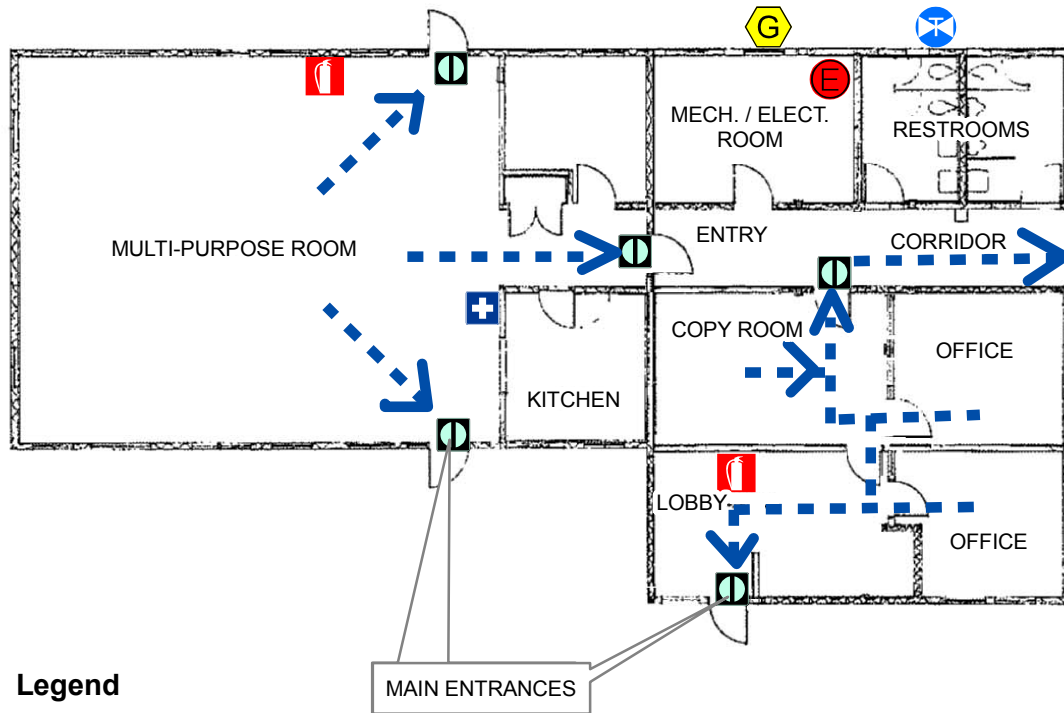 G
E
MECH. / ELECT.
ROOM
RESTROOMS
MULTI-PURPOSE ROOM
ENTRY
CORRIDOR
COPY ROOM
OFFICE
KITCHEN
LOBBY
OFFICE
Legend
MAIN ENTRANCES